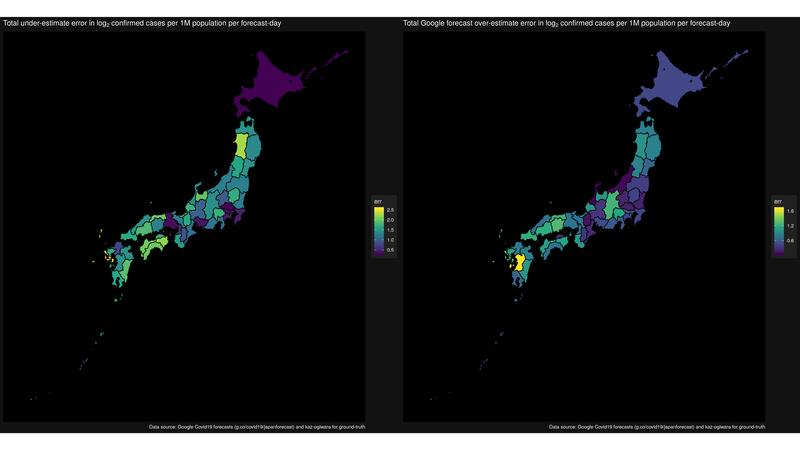 Total under-estimate error in log₂ confirmed cases per 1M population per forecast-day
Total Google forecast over-estimate error in log₂ confirmed cases per 1M population per forecast-day
err
2.5
2.0
1.5
1.0
0.5
err
1.6
1.2
0.8
Data source: Google Covid19 forecasts (g.co/covid19/japanforecast) and kaz-ogiwara for ground-truth
Data source: Google Covid19 forecasts (g.co/covid19/japanforecast) and kaz-ogiwara for ground-truth